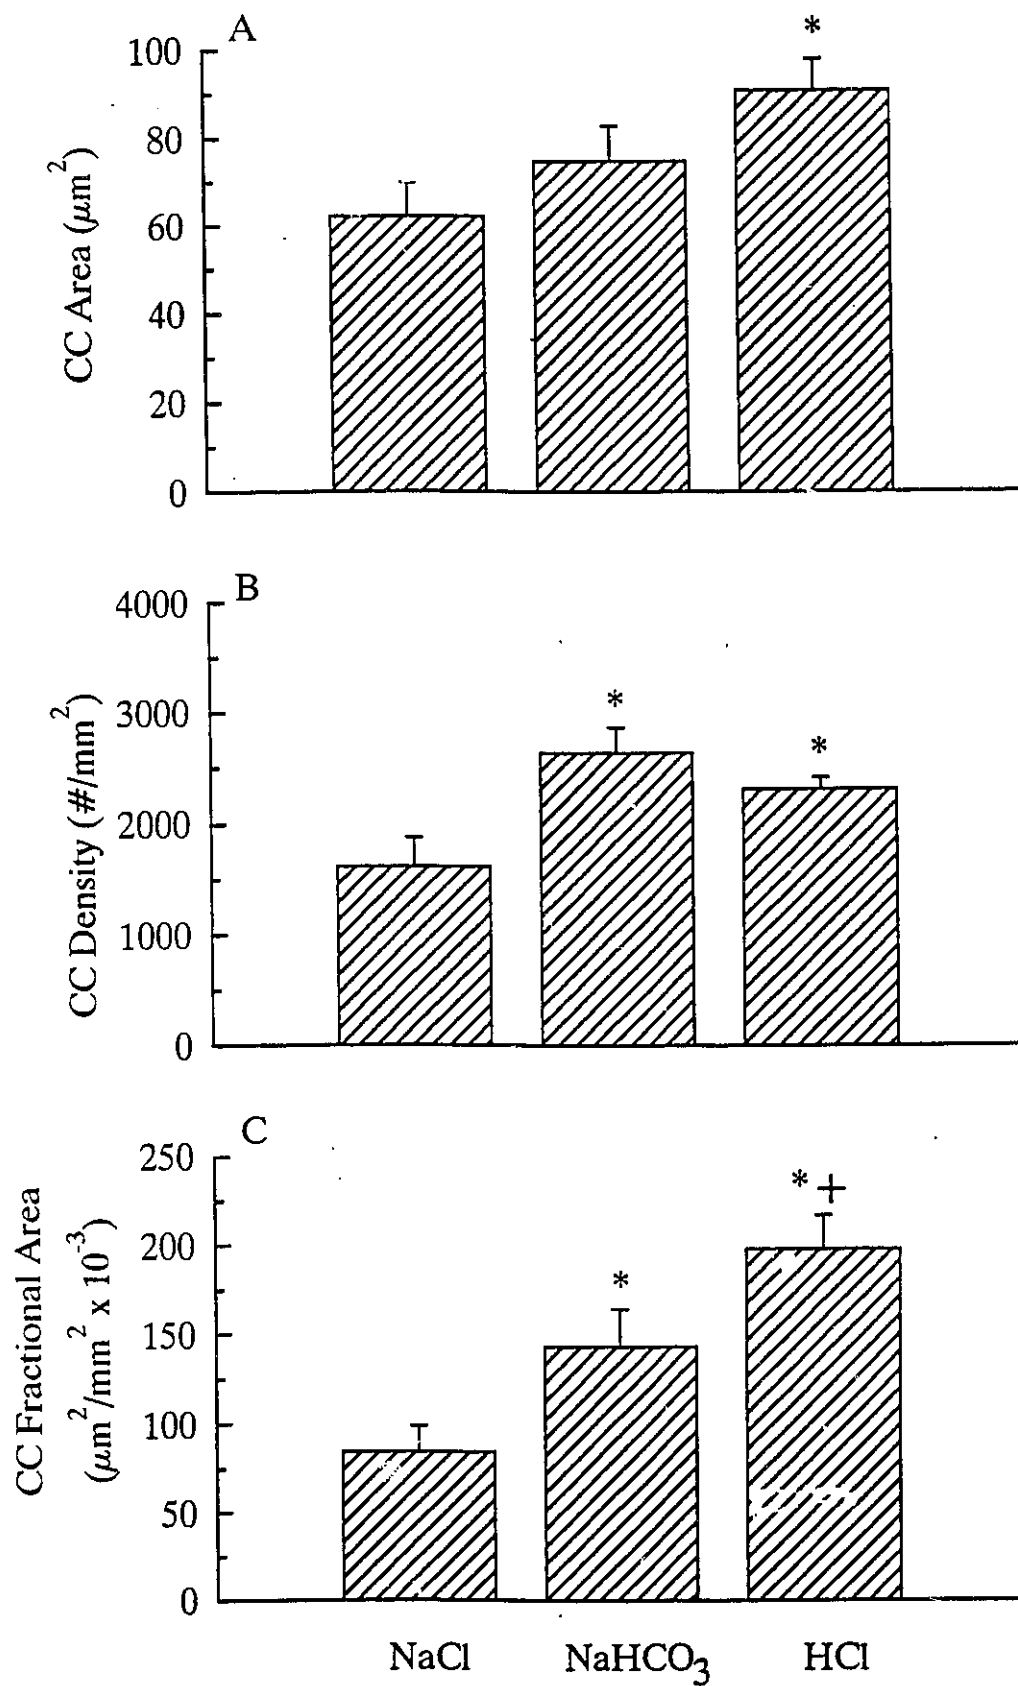 A
*
100
80
60
40
20
0
CC Area (μm²)
B
4000
3000
2000
1000
0
CC Density (#/mm²)
*
*
C
250
200
150
100
50
0
CC Fractional Area
(μm²/mm² x 10⁻³)
*
*+
NaCl NaHCO₃ HCl